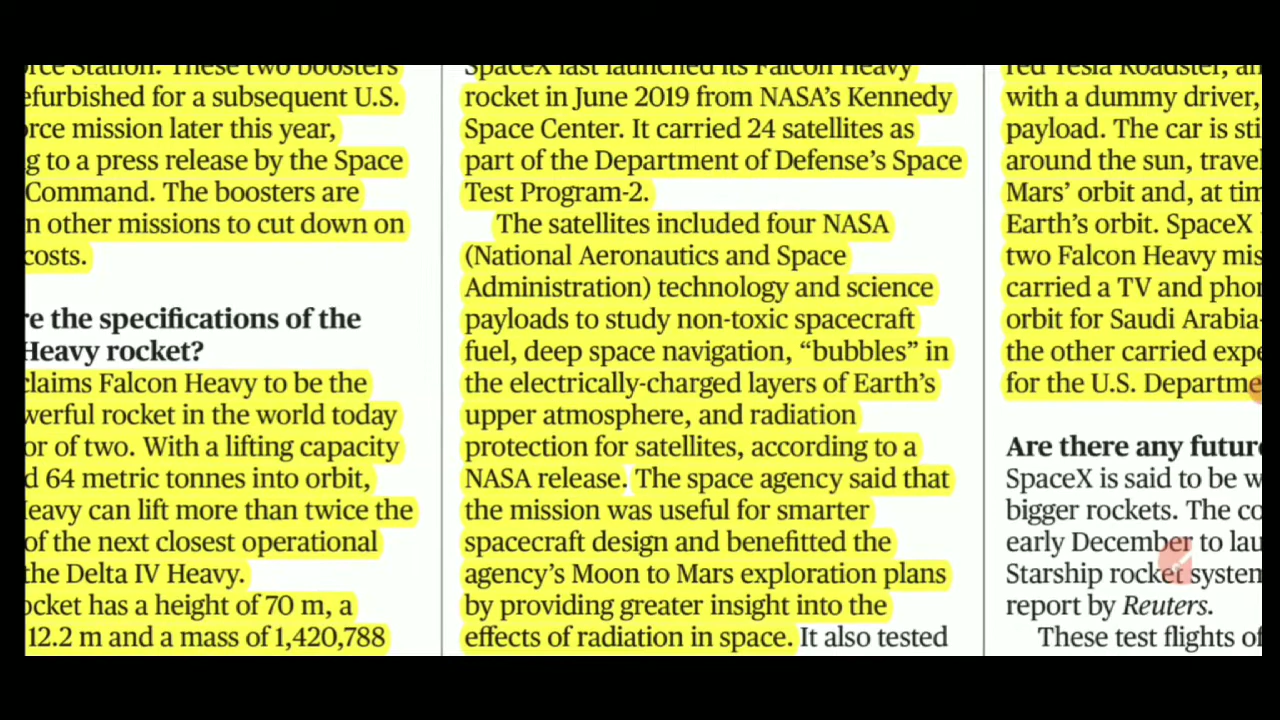 orce Station. These two boosters
efurbished for a subsequent U.S.
orce mission later this year,
g to a press release by the Space
Command. The boosters are
n other missions to cut down on
costs.
re the specifications of the
Heavy rocket?
claims Falcon Heavy to be the
werful rocket in the world today
or of two. With a lifting capacity
d 64 metric tonnes into orbit,
Heavy can lift more than twice the
of the next closest operational
the Delta IV Heavy.
ocket has a height of 70 m, a
12.2 m and a mass of 1,420,788
SpaceX last launched its Falcon Heavy
rocket in June 2019 from NASA’s Kennedy
Space Center. It carried 24 satellites as
part of the Department of Defense’s Space
Test Program-2.
The satellites included four NASA
(National Aeronautics and Space
Administration) technology and science
payloads to study non-toxic spacecraft
fuel, deep space navigation, “bubbles” in
the electrically-charged layers of Earth’s
upper atmosphere, and radiation
protection for satellites, according to a
NASA release. The space agency said that
the mission was useful for smarter
spacecraft design and benefitted the
agency’s Moon to Mars exploration plans
by providing greater insight into the
effects of radiation in space. It also tested
red Tesla Roadster, an
with a dummy driver,
payload. The car is sti
around the sun, trave
Mars’ orbit and, at tim
Earth’s orbit. SpaceX
two Falcon Heavy mis
carried a TV and phon
orbit for Saudi Arabia-
the other carried expe
for the U.S. Departme
Are there any future
SpaceX is said to be w
bigger rockets. The co
early December to lau
Starship rocket system
report by Reuters.
These test flights of